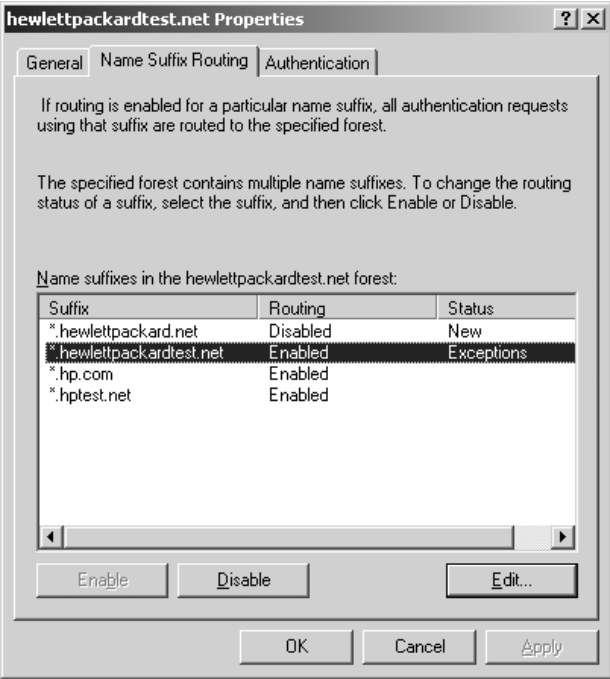 hewlettpackardtest.net Properties
General Name Suffix Routing Authentication
If routing is enabled for a particular name suffix, all authentication requests
using that suffix are routed to the specified forest.
The specified forest contains multiple name suffixes. To change the routing
status of a suffix, select the suffix, and then click Enable or Disable.
Name suffixes in the hewlettpackardtest.net forest:
Suffix Routing Status
*.hewlettpackard.net Disabled New
*.hewlettpackardtest.net Enabled Exceptions
*.hp.com Enabled
*.hptest.net Enabled
Enable Disable Edit...
OK Cancel Apply